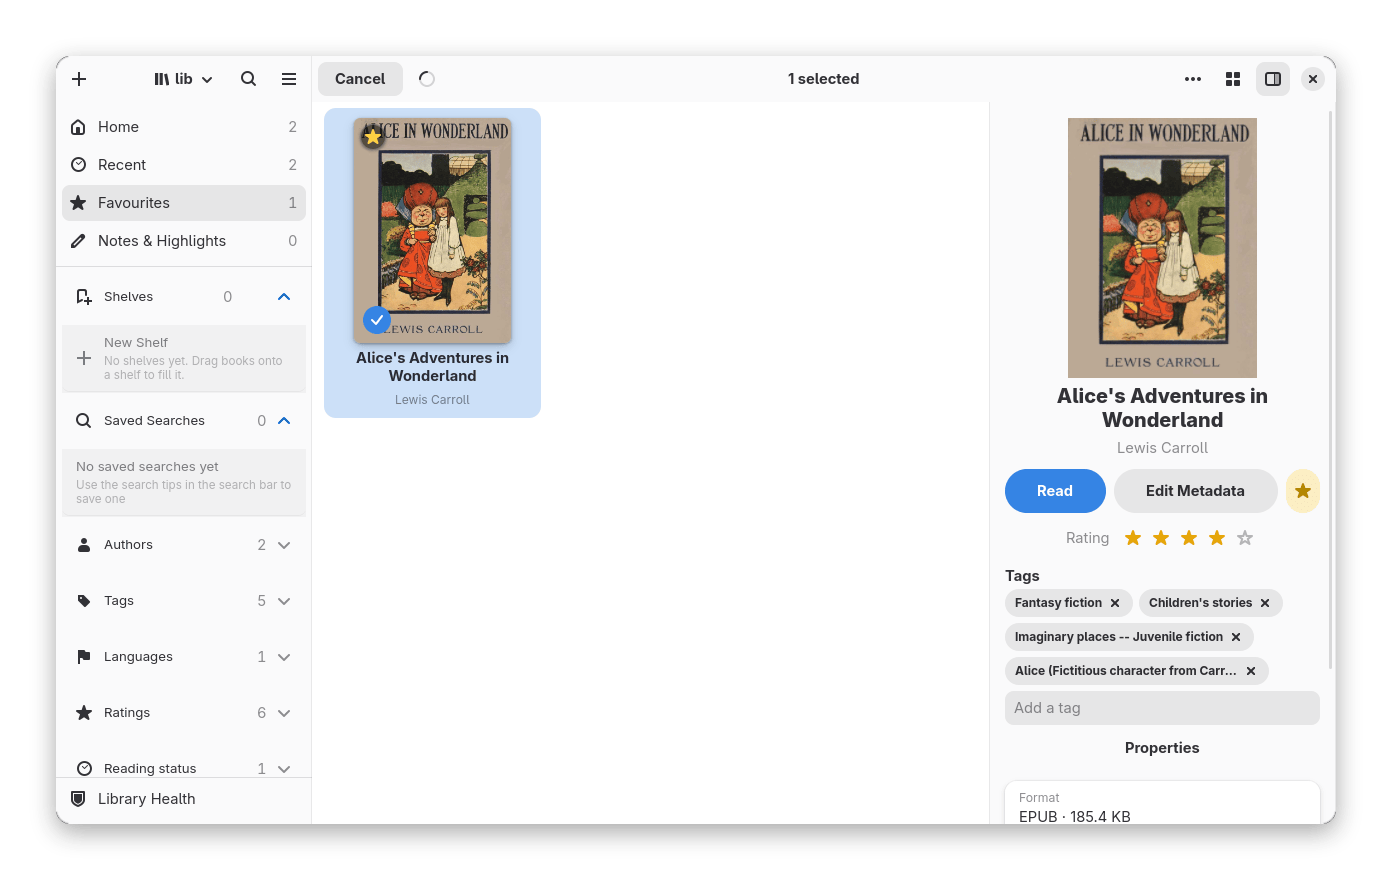 lib
Cancel
1 selected
Home 2
Recent 2
Favourites 1
Notes & Highlights 0
Shelves 0
New Shelf
No shelves yet. Drag books onto
a shelf to fill it.
Saved Searches 0
No saved searches yet
Use the search tips in the search bar to
save one
Authors 2
Tags 5
Languages 1
Ratings 6
Reading status 1
Library Health
ALICE IN WONDERLAND
LEWIS CARROLL
Alice's Adventures in
Wonderland
Lewis Carroll
ALICE IN WONDERLAND
LEWIS CARROLL
Alice's Adventures in
Wonderland
Lewis Carroll
Read
Edit Metadata
Rating
Tags
Fantasy fiction
Children's stories
Imaginary places -- Juvenile fiction
Alice (Fictitious character from Carr...
Add a tag
Properties
Format
EPUB · 185.4 KB